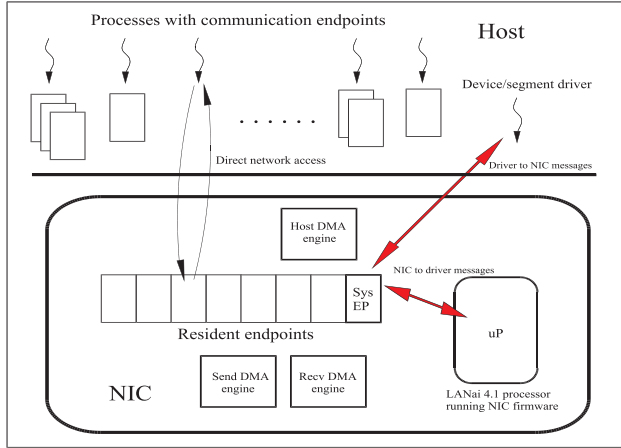 Processes with communication endpoints
Host
Device/segment driver
. . . . . .
Direct network access
Driver to NIC messages
Host DMA
engine
NIC to driver messages
Sys
EP
uP
Resident endpoints
Send DMA
engine
Recv DMA
engine
NIC
LANai 4.1 processor
running NIC firmware